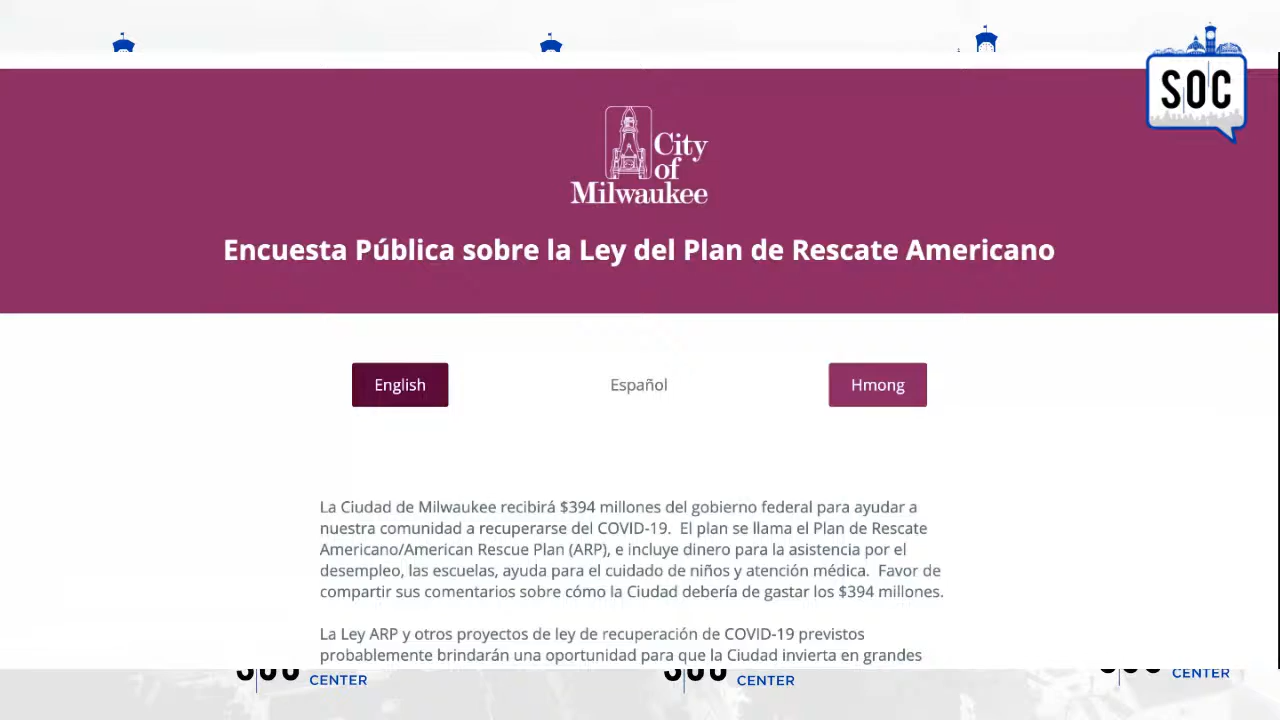 SOC
City
of
Milwaukee
Encuesta Pública sobre la Ley del Plan de Rescate Americano
English
Español
Hmong
La Ciudad de Milwaukee recibirá $394 millones del gobierno federal para ayudar a
nuestra comunidad a recuperarse del COVID-19. El plan se llama el Plan de Rescate
Americano/American Rescue Plan (ARP), e incluye dinero para la asistencia por el
desempleo, las escuelas, ayuda para el cuidado de niños y atención médica. Favor de
compartir sus comentarios sobre cómo la Ciudad debería de gastar los $394 millones.
La Ley ARP y otros proyectos de ley de recuperación de COVID-19 previstos
probablemente brindarán una oportunidad para que la Ciudad invierta en grandes
CENTER
CENTER
CENTER